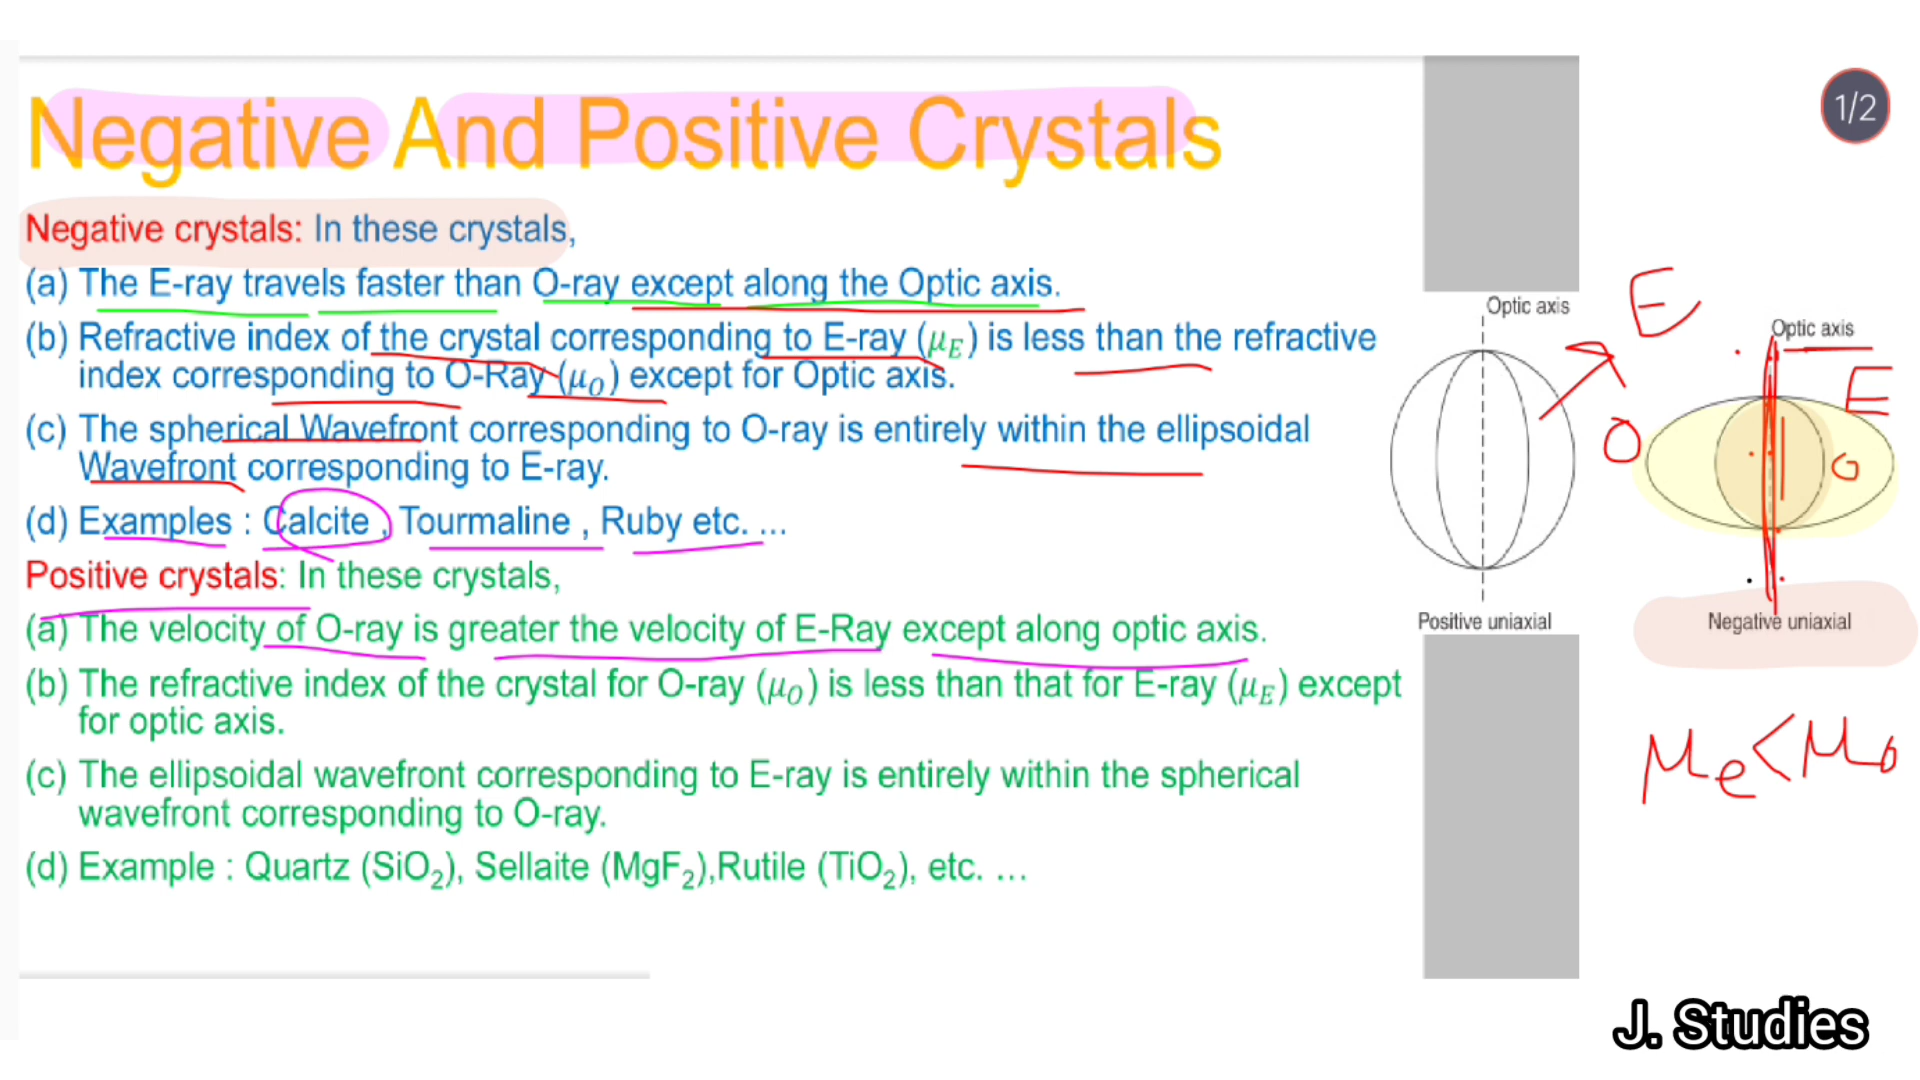 Negative And Positive Crystals
1/2
Negative crystals: In these crystals,
(a) The E-ray travels faster than O-ray except along the Optic axis.
(b) Refractive index of the crystal corresponding to E-ray (μE) is less than the refractive
index corresponding to O-Ray (μO) except for Optic axis.
(c) The spherical Wavefront corresponding to O-ray is entirely within the ellipsoidal
Wavefront corresponding to E-ray.
(d) Examples : Calcite , Tourmaline , Ruby etc. ...
Positive crystals: In these crystals,
(a) The velocity of O-ray is greater the velocity of E-Ray except along optic axis.
(b) The refractive index of the crystal for O-ray (μO) is less than that for E-ray (μE) except
for optic axis.
(c) The ellipsoidal wavefront corresponding to E-ray is entirely within the spherical
wavefront corresponding to O-ray.
(d) Example : Quartz (SiO₂), Sellaite (MgF₂),Rutile (TiO₂), etc. ...
Optic axis
E
O
Positive uniaxial
Optic axis
E
O
Negative uniaxial
μe<μo
J. Studies